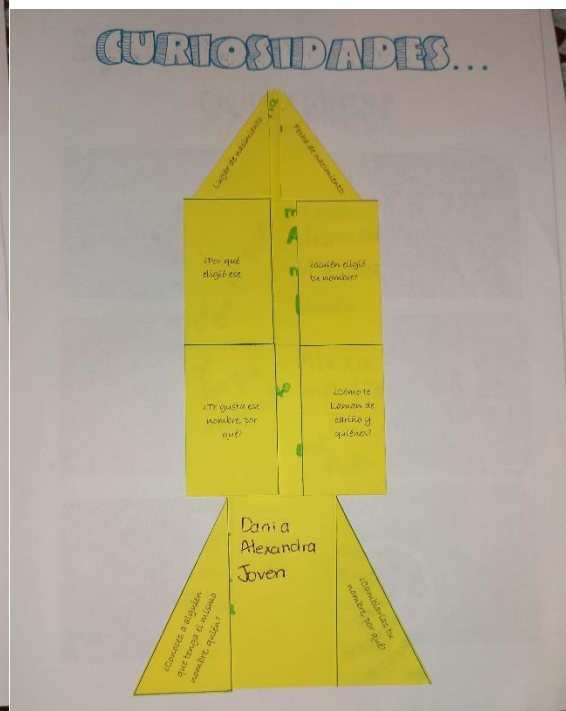 CURIOSIDADES...
Lugar de nacimiento
Fecha de nacimiento
¿Por qué
eligió ese
¿Quién eligió
tu nombre?
¿Te gusta ese
nombre, por
qué?
¿Cómo te
llaman de
cariño y
quiénes?
Dania
Alexandra
Joven
¿Conoces a alguien
que tenga el mismo
nombre, quién?
¿Cambiarías tu
nombre, por qué?